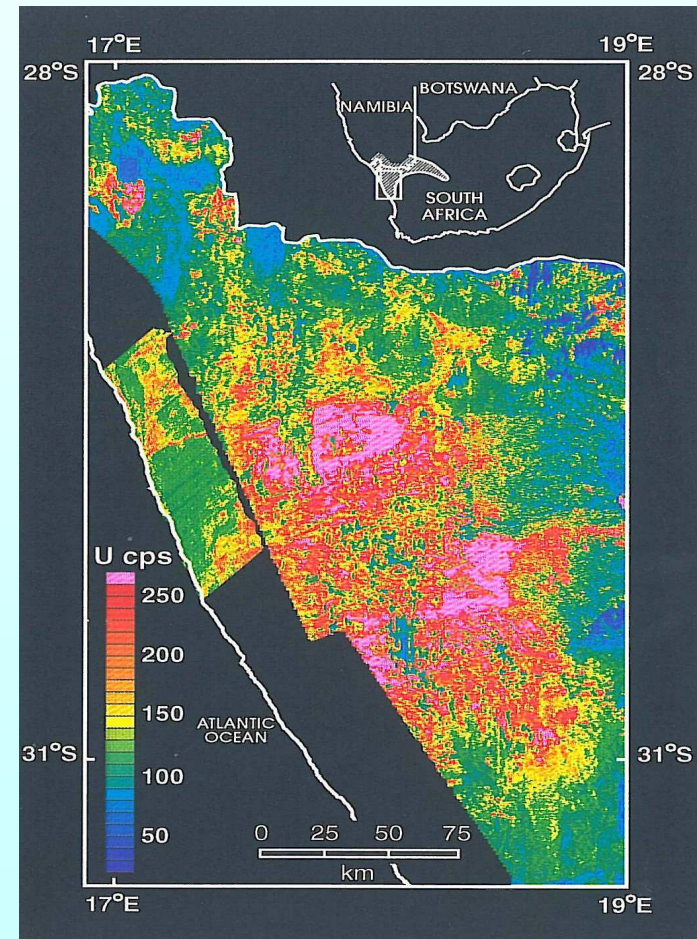 17°E 19°E
28°S 28°S
BOTSWANA
NAMIBIA
SOUTH
AFRICA
U cps
250
200
150
100
50
ATLANTIC
OCEAN
31°S 31°S
0 25 50 75
km
17°E 19°E